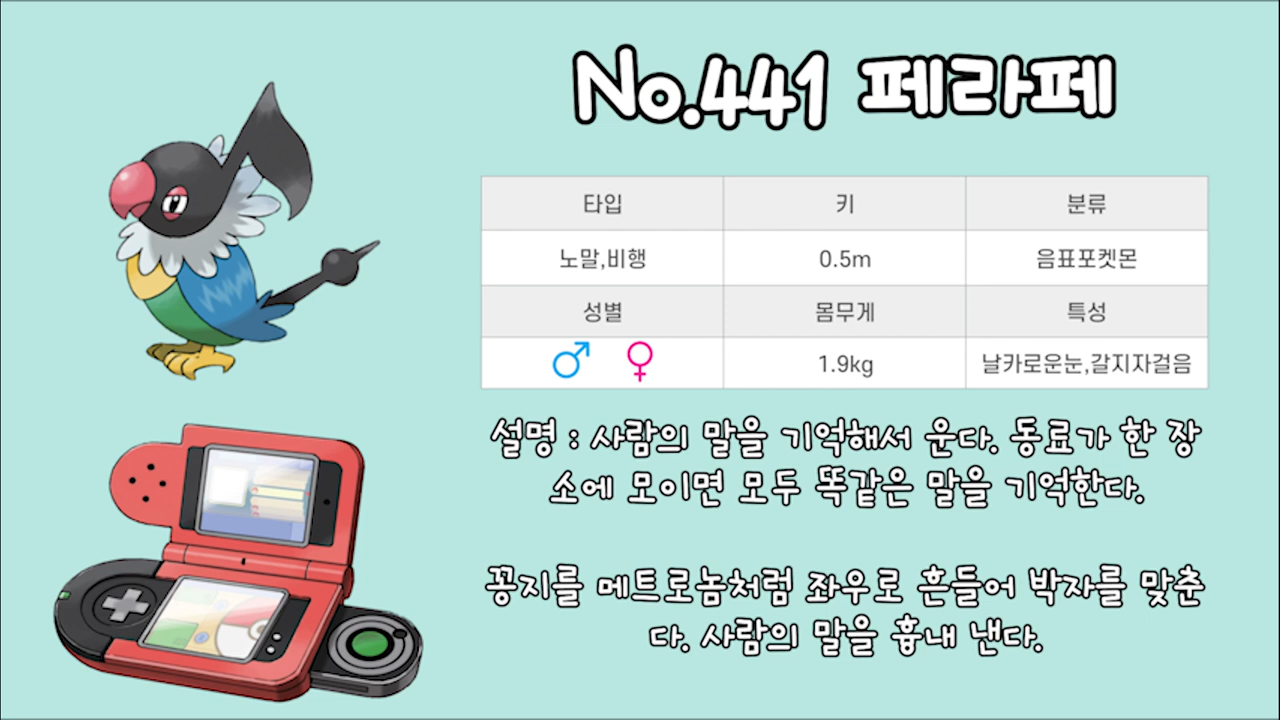 No.441 페라페
타입 키 분류
노말,비행 0.5m 음표포켓몬
성별 몸무게 특성
♂ ♀ 1.9kg 날카로운눈,갈지자걸음
설명 : 사람의 말을 기억해서 운다. 동료가 한 장
소에 모이면 모두 똑같은 말을 기억한다.
꽁지를 메트로놈처럼 좌우로 흔들어 박자를 맞춘
다. 사람의 말을 흉내 낸다.